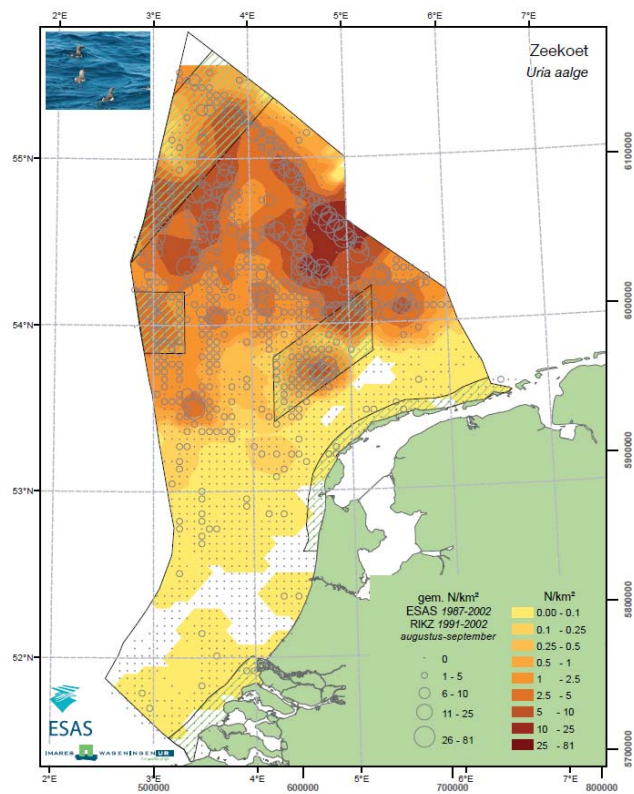 Zeekoet
Uria aalge
2°E
3°E
4°E
5°E
6°E
55°N
54°N
53°N
52°N
6100000
6000000
5900000
5800000
5700000
gem. N/km²
ESAS 1987-2002
RIKZ 1991-2002
augustus-september
0
1 - 5
6 - 10
11 - 25
26 - 81
N/km²
0.00 - 0.1
0.1 - 0.25
0.25 - 0.5
0.5 - 1
1 - 2.5
2.5 - 5
5 - 10
10 - 25
25 - 81
ESAS
IMARES WAGENINGEN UR
2°E
3°E
4°E
5°E
6°E
7°E
500000
600000
700000
800000